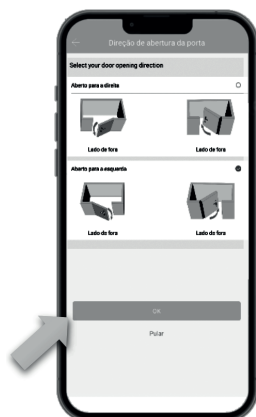 Direção de abertura da porta
Select your door opening direction
Aberto para a direita
Lado de fora Lado de fora
Aberto para a esquerda
Lado de fora Lado de fora
OK
Pular